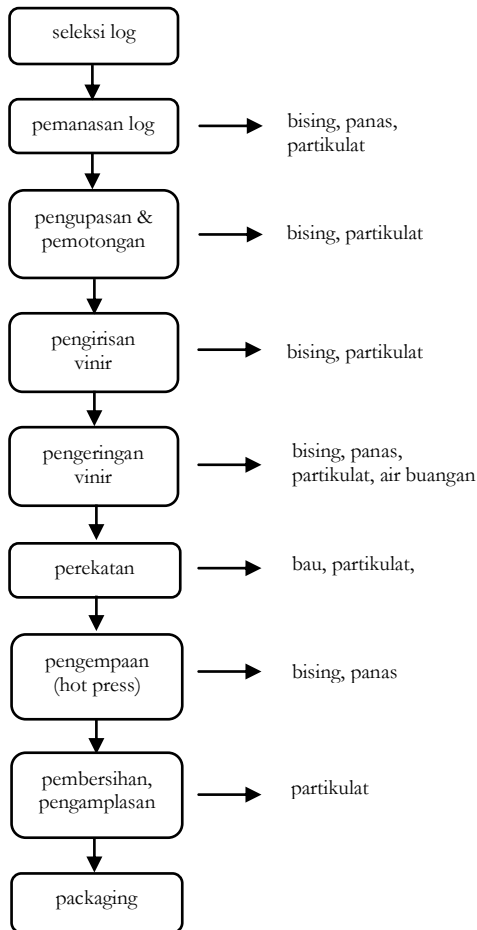 seleksi log
pemanasan log
bising, panas,
partikulat
pengupasan &
pemotongan
bising, partikulat
pengirisan
vinir
bising, partikulat
pengeringan
vinir
bising, panas,
partikulat, air buangan
perekatan
bau, partikulat,
pengempaan
(hot press)
bising, panas
pembersihan,
pengamplasan
partikulat
packaging